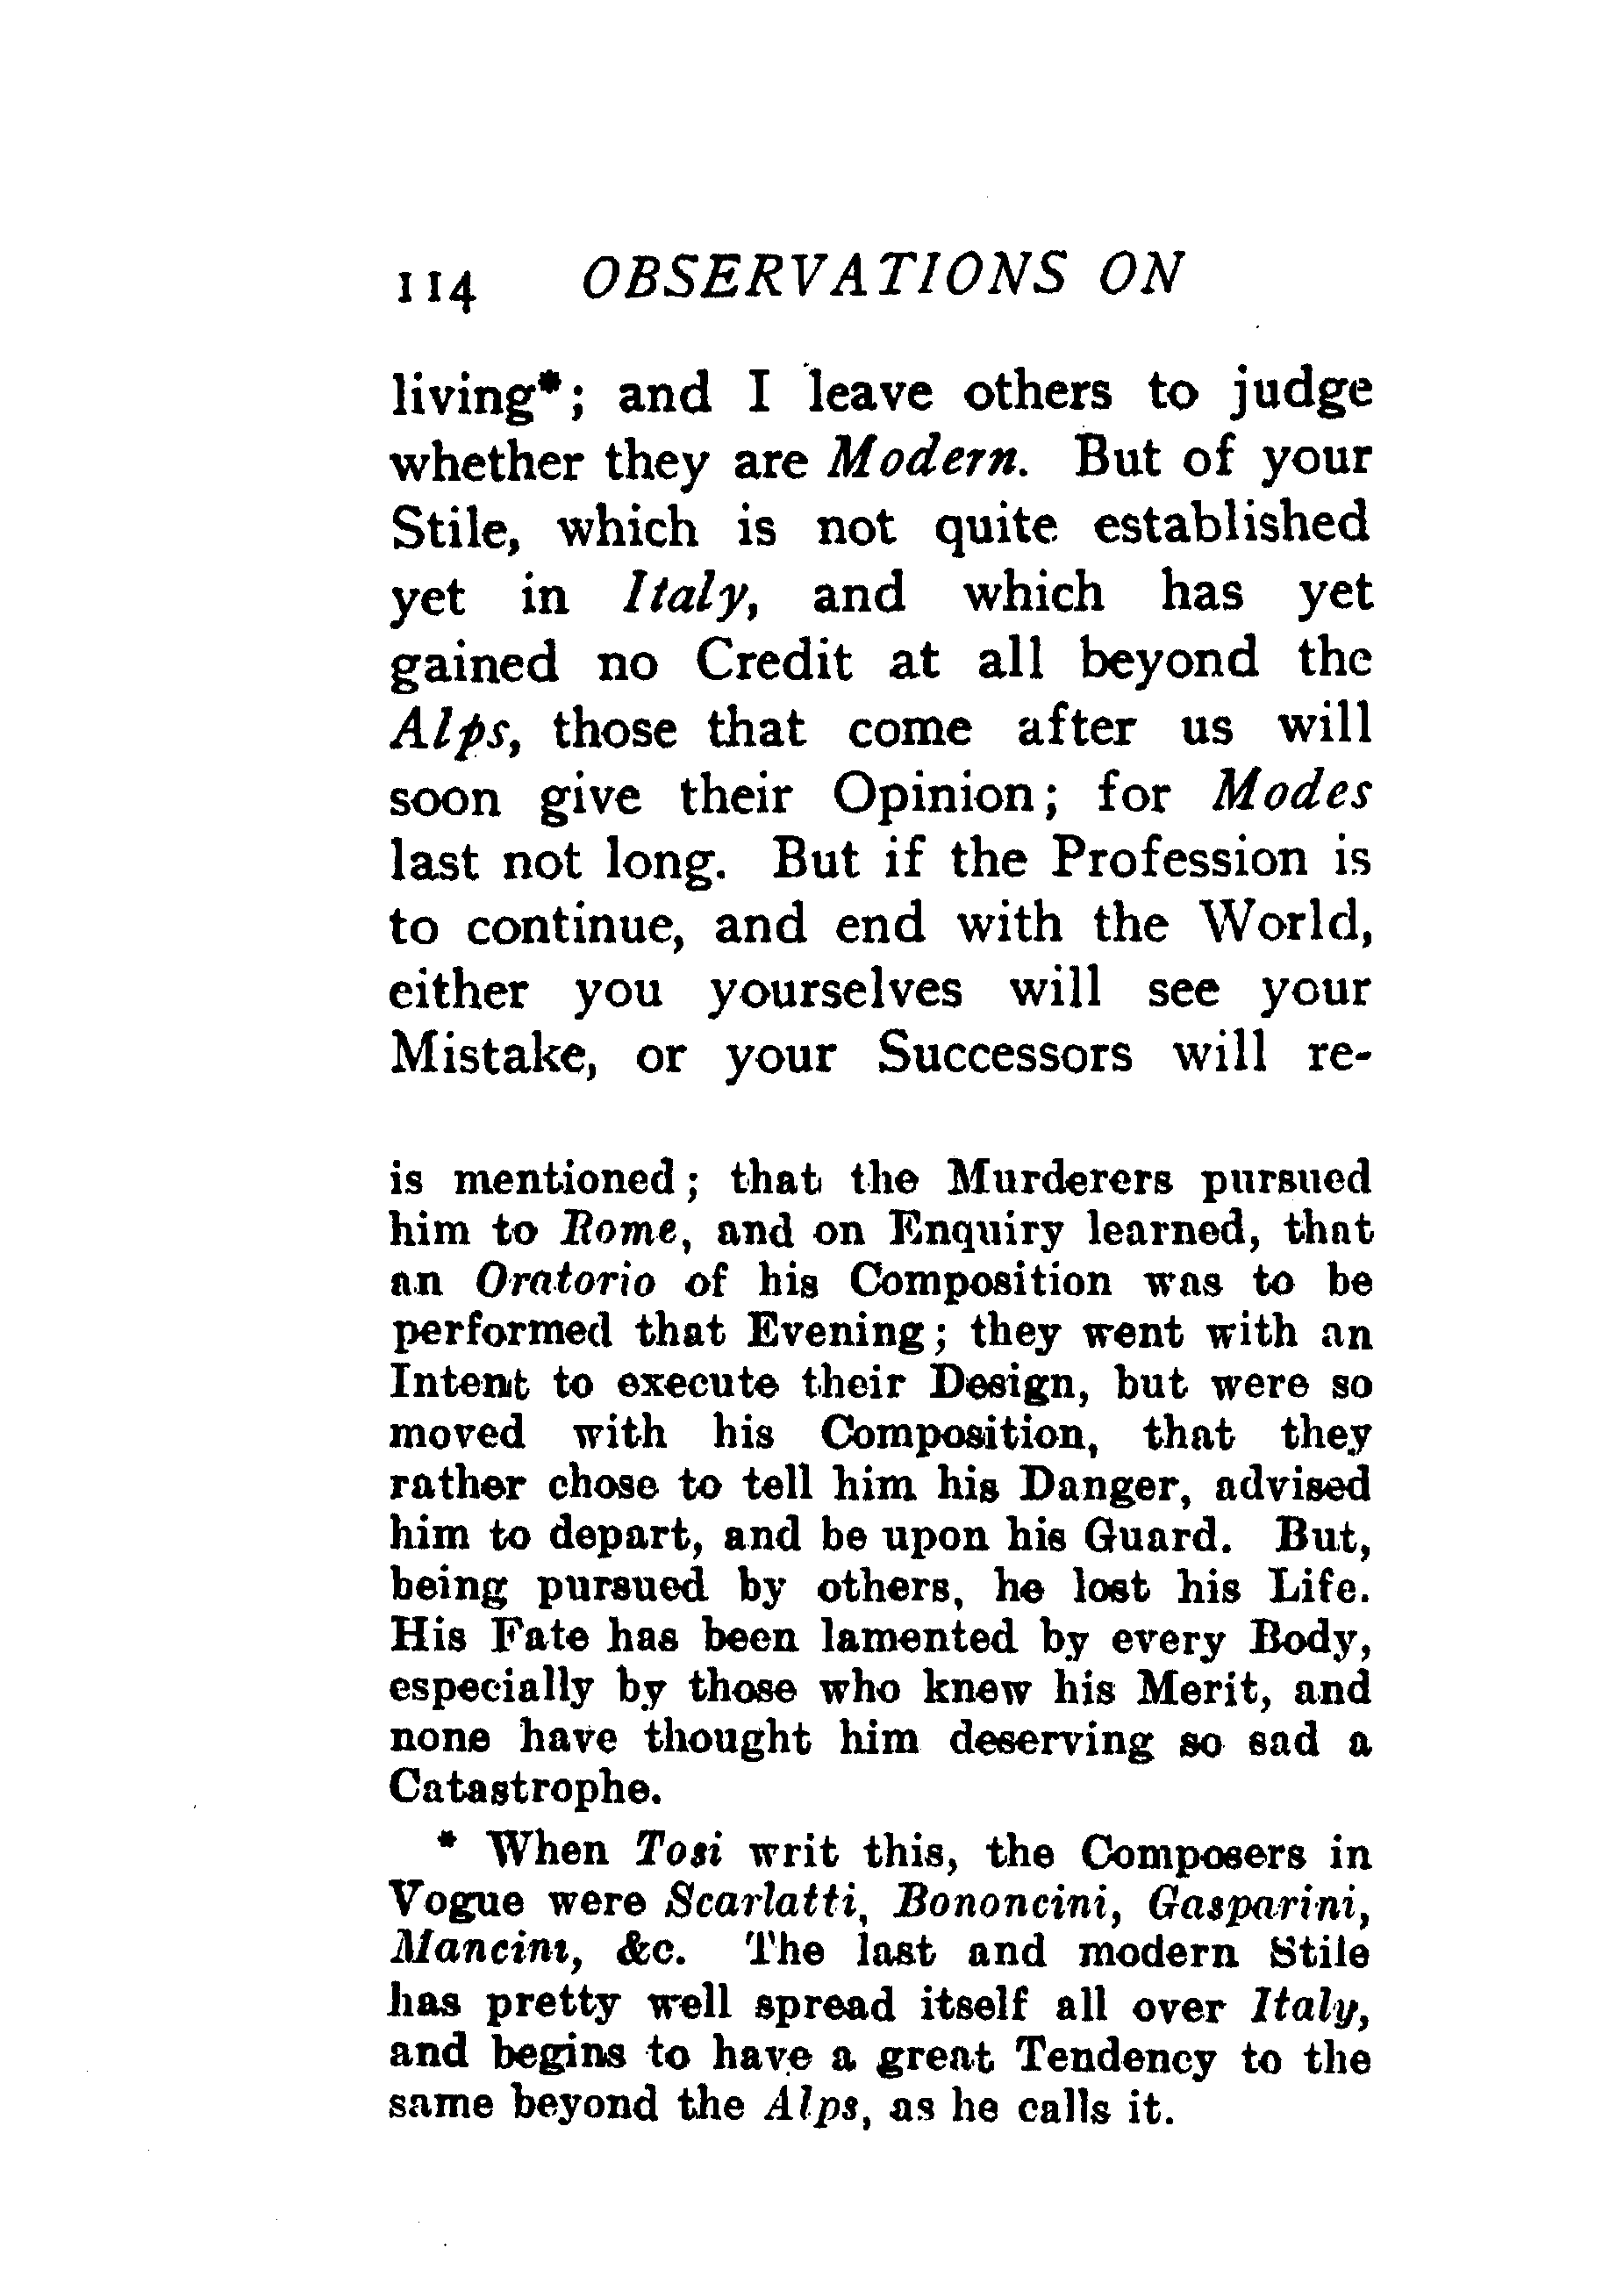 114 OBSERVATIONS ON
living*; and I leave others to judge
whether they are Modern. But of your
Stile, which is not quite established
yet in Italy, and which has yet
gained no Credit at all beyond the
Alps, those that come after us will
soon give their Opinion; for Modes
last not long. But if the Profession is
to continue, and end with the World,
either you yourselves will see your
Mistake, or your Successors will re-
is mentioned; that the Murderers pursued
him to Rome, and on Enquiry learned, that
an Oratorio of his Composition was to be
performed that Evening; they went with an
Intent to execute their Design, but were so
moved with his Composition, that they
rather chose to tell him his Danger, advised
him to depart, and be upon his Guard. But,
being pursued by others, he lost his Life.
His Fate has been lamented by every Body,
especially by those who knew his Merit, and
none have thought him deserving so sad a
Catastrophe.
* When Tosi writ this, the Composers in
Vogue were Scarlatti, Bononcini, Gasparini,
Mancini, &c. The last and modern Stile
has pretty well spread itself all over Italy,
and begins to have a great Tendency to the
same beyond the Alps, as he calls it.